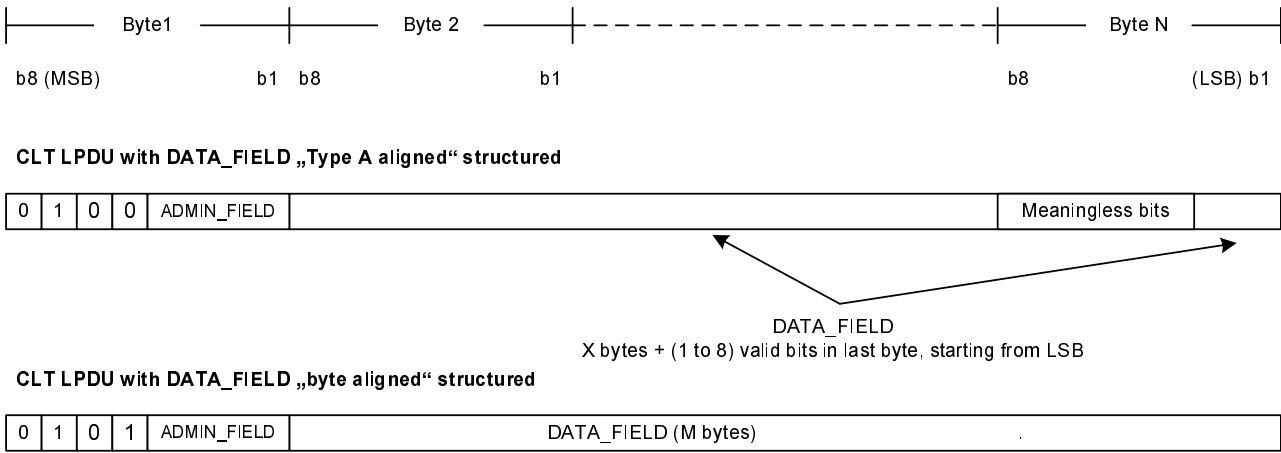 Byte1 Byte 2 Byte N
b8 (MSB) b1 b8 b1 b8 (LSB) b1
CLT LPDU with DATA_FIELD „Type A aligned“ structured
0 1 0 0 ADMIN_FIELD Meaningless bits
DATA_FIELD
X bytes + (1 to 8) valid bits in last byte, starting from LSB
CLT LPDU with DATA_FIELD „byte aligned“ structured
0 1 0 1 ADMIN_FIELD DATA_FIELD (M bytes) .